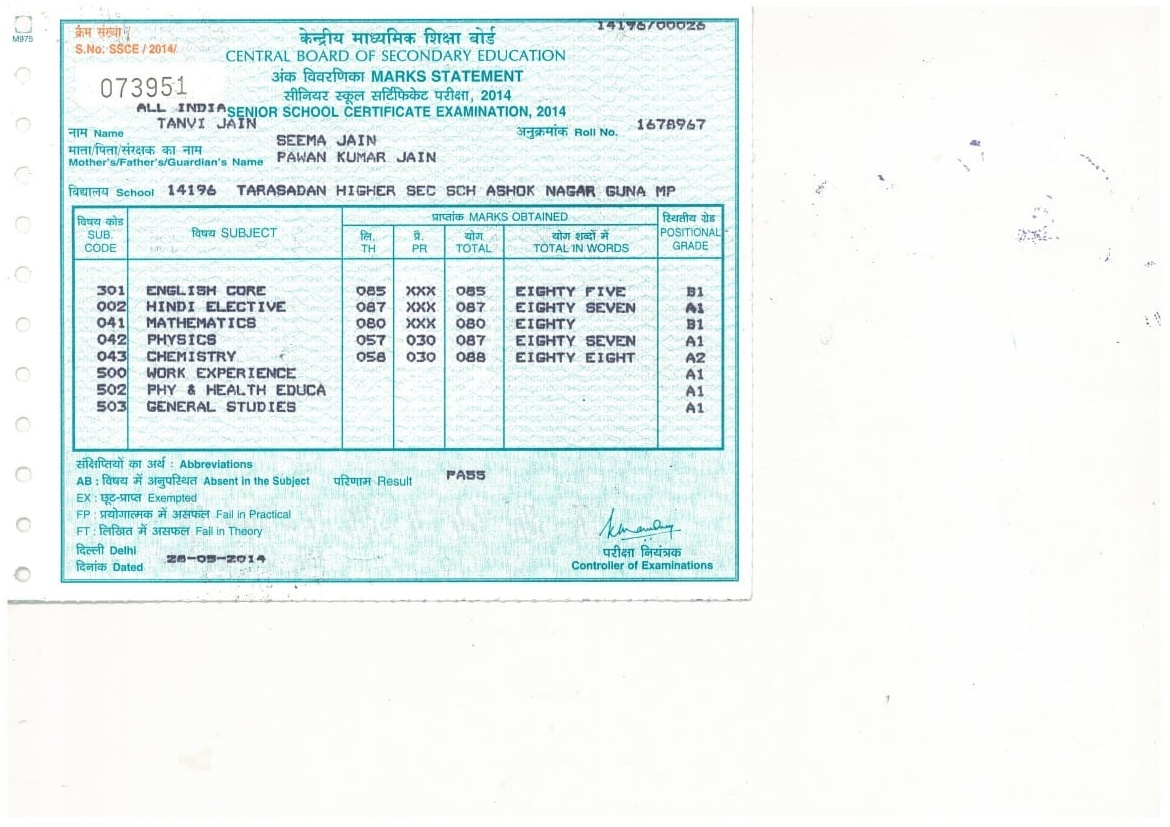 M975
क्रम संख्या
S.No. SSCE / 2014/
14196/00026
केन्द्रीय माध्यमिक शिक्षा बोर्ड
CENTRAL BOARD OF SECONDARY EDUCATION
073951
अंक विवरणिका MARKS STATEMENT
सीनियर स्कूल सर्टिफिकेट परीक्षा, 2014
ALL INDIA SENIOR SCHOOL CERTIFICATE EXAMINATION, 2014
नाम Name TANVI JAIN अनुक्रमांक Roll No. 1678967
माता/पिता/संरक्षक का नाम SEEMA JAIN
Mother's/Father's/Guardian's Name PAWAN KUMAR JAIN
विद्यालय School 14196 TARASADAN HIGHER SEC SCH ASHOK NAGAR GUNA MP
विषय कोड SUB. CODE विषय SUBJECT प्राप्तांक MARKS OBTAINED स्थितीय ग्रेड POSITIONAL GRADE
लि. TH प्रै. PR योग TOTAL योग शब्दों में TOTAL IN WORDS
301 ENGLISH CORE 085 XXX 085 EIGHTY FIVE B1
002 HINDI ELECTIVE 087 XXX 087 EIGHTY SEVEN A1
041 MATHEMATICS 080 XXX 080 EIGHTY B1
042 PHYSICS 057 030 087 EIGHTY SEVEN A1
043 CHEMISTRY 058 030 088 EIGHTY EIGHT A2
500 WORK EXPERIENCE A1
502 PHY & HEALTH EDUCA A1
503 GENERAL STUDIES A1
संक्षिप्तियों का अर्थ : Abbreviations
AB : विषय में अनुपस्थित Absent in the Subject परिणाम Result PASS
EX : छूट-प्राप्त Exempted
FP : प्रयोगात्मक में असफल Fail in Practical
FT : लिखित में असफल Fail in Theory
दिल्ली Delhi
दिनांक Dated 28-05-2014
परीक्षा नियंत्रक
Controller of Examinations